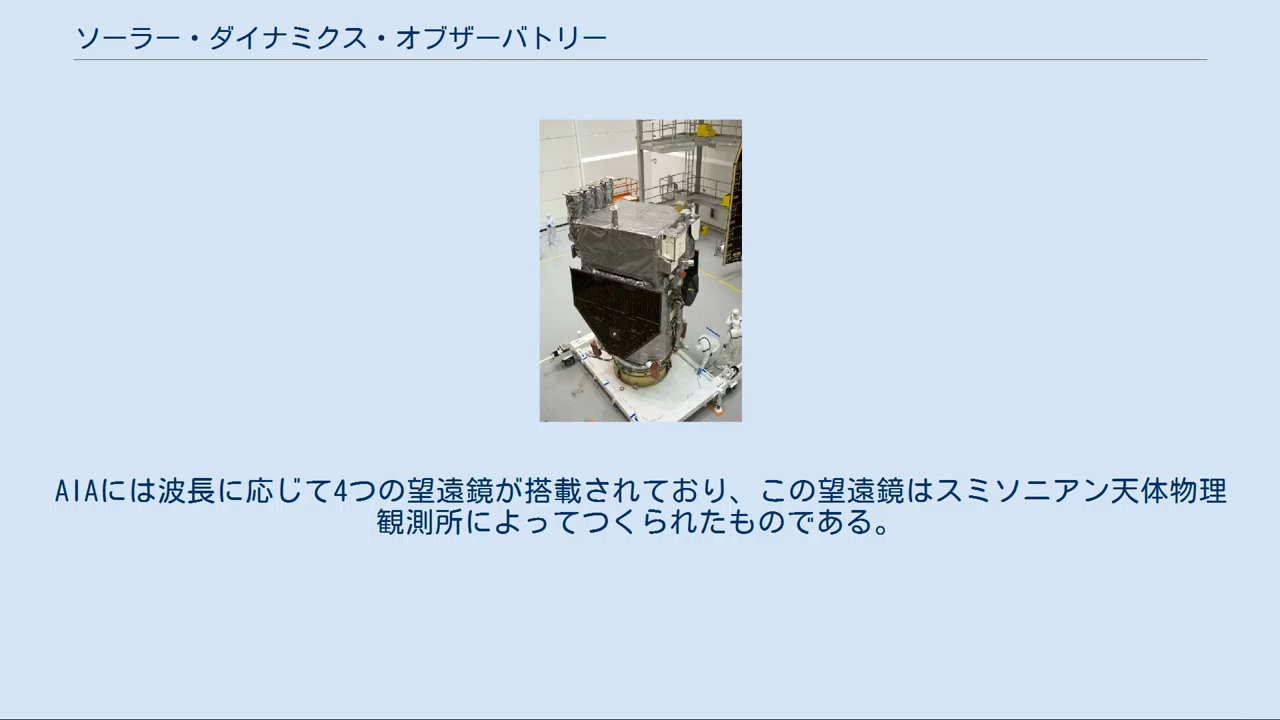 ソーラー・ダイナミクス・オブザーバトリー
AIAには波長に応じて4つの望遠鏡が搭載されており、この望遠鏡はスミソニアン天体物理
観測所によってつくられたものである。